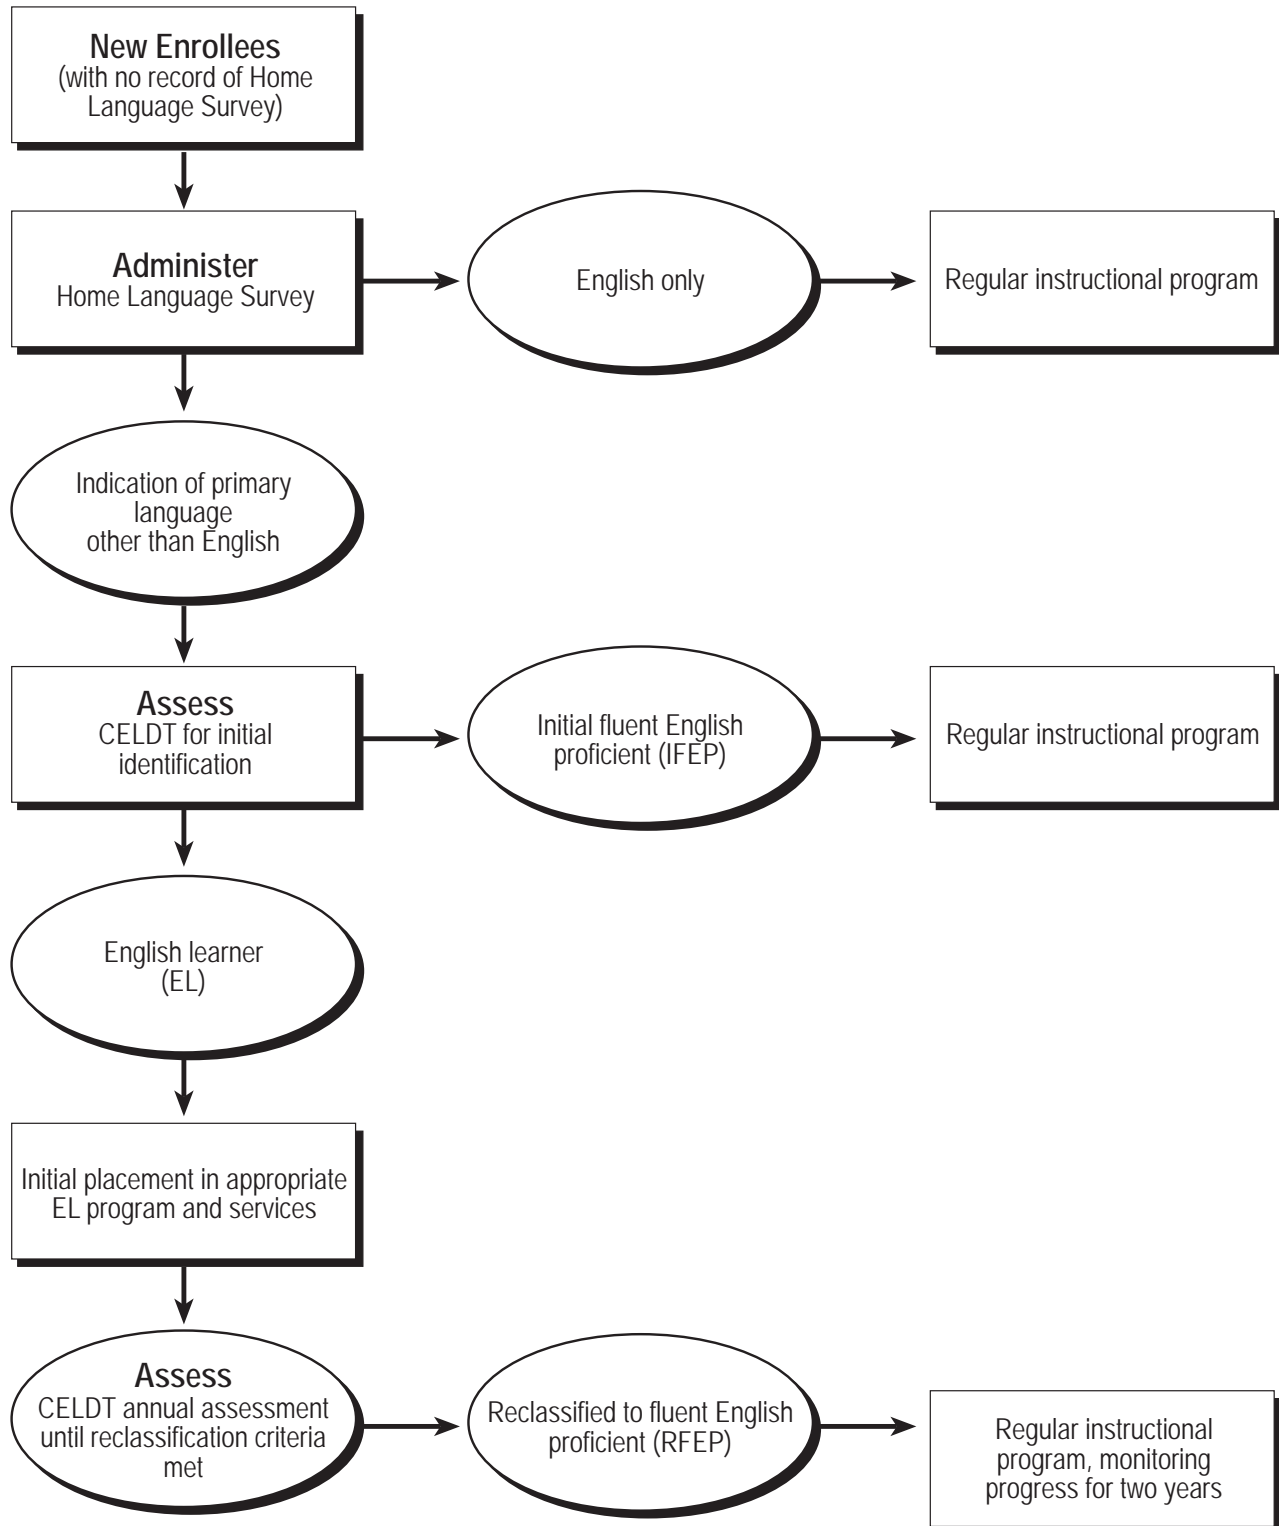 New Enrollees
(with no record of Home
Language Survey)
Administer
Home Language Survey
English only
Regular instructional program
Indication of primary
language
other than English
Assess
CELDT for initial
identification
Initial fluent English
proficient (IFEP)
Regular instructional program
English learner
(EL)
Initial placement in appropriate
EL program and services
Assess
CELDT annual assessment
until reclassification criteria
met
Reclassified to fluent English
proficient (RFEP)
Regular instructional
program, monitoring
progress for two years